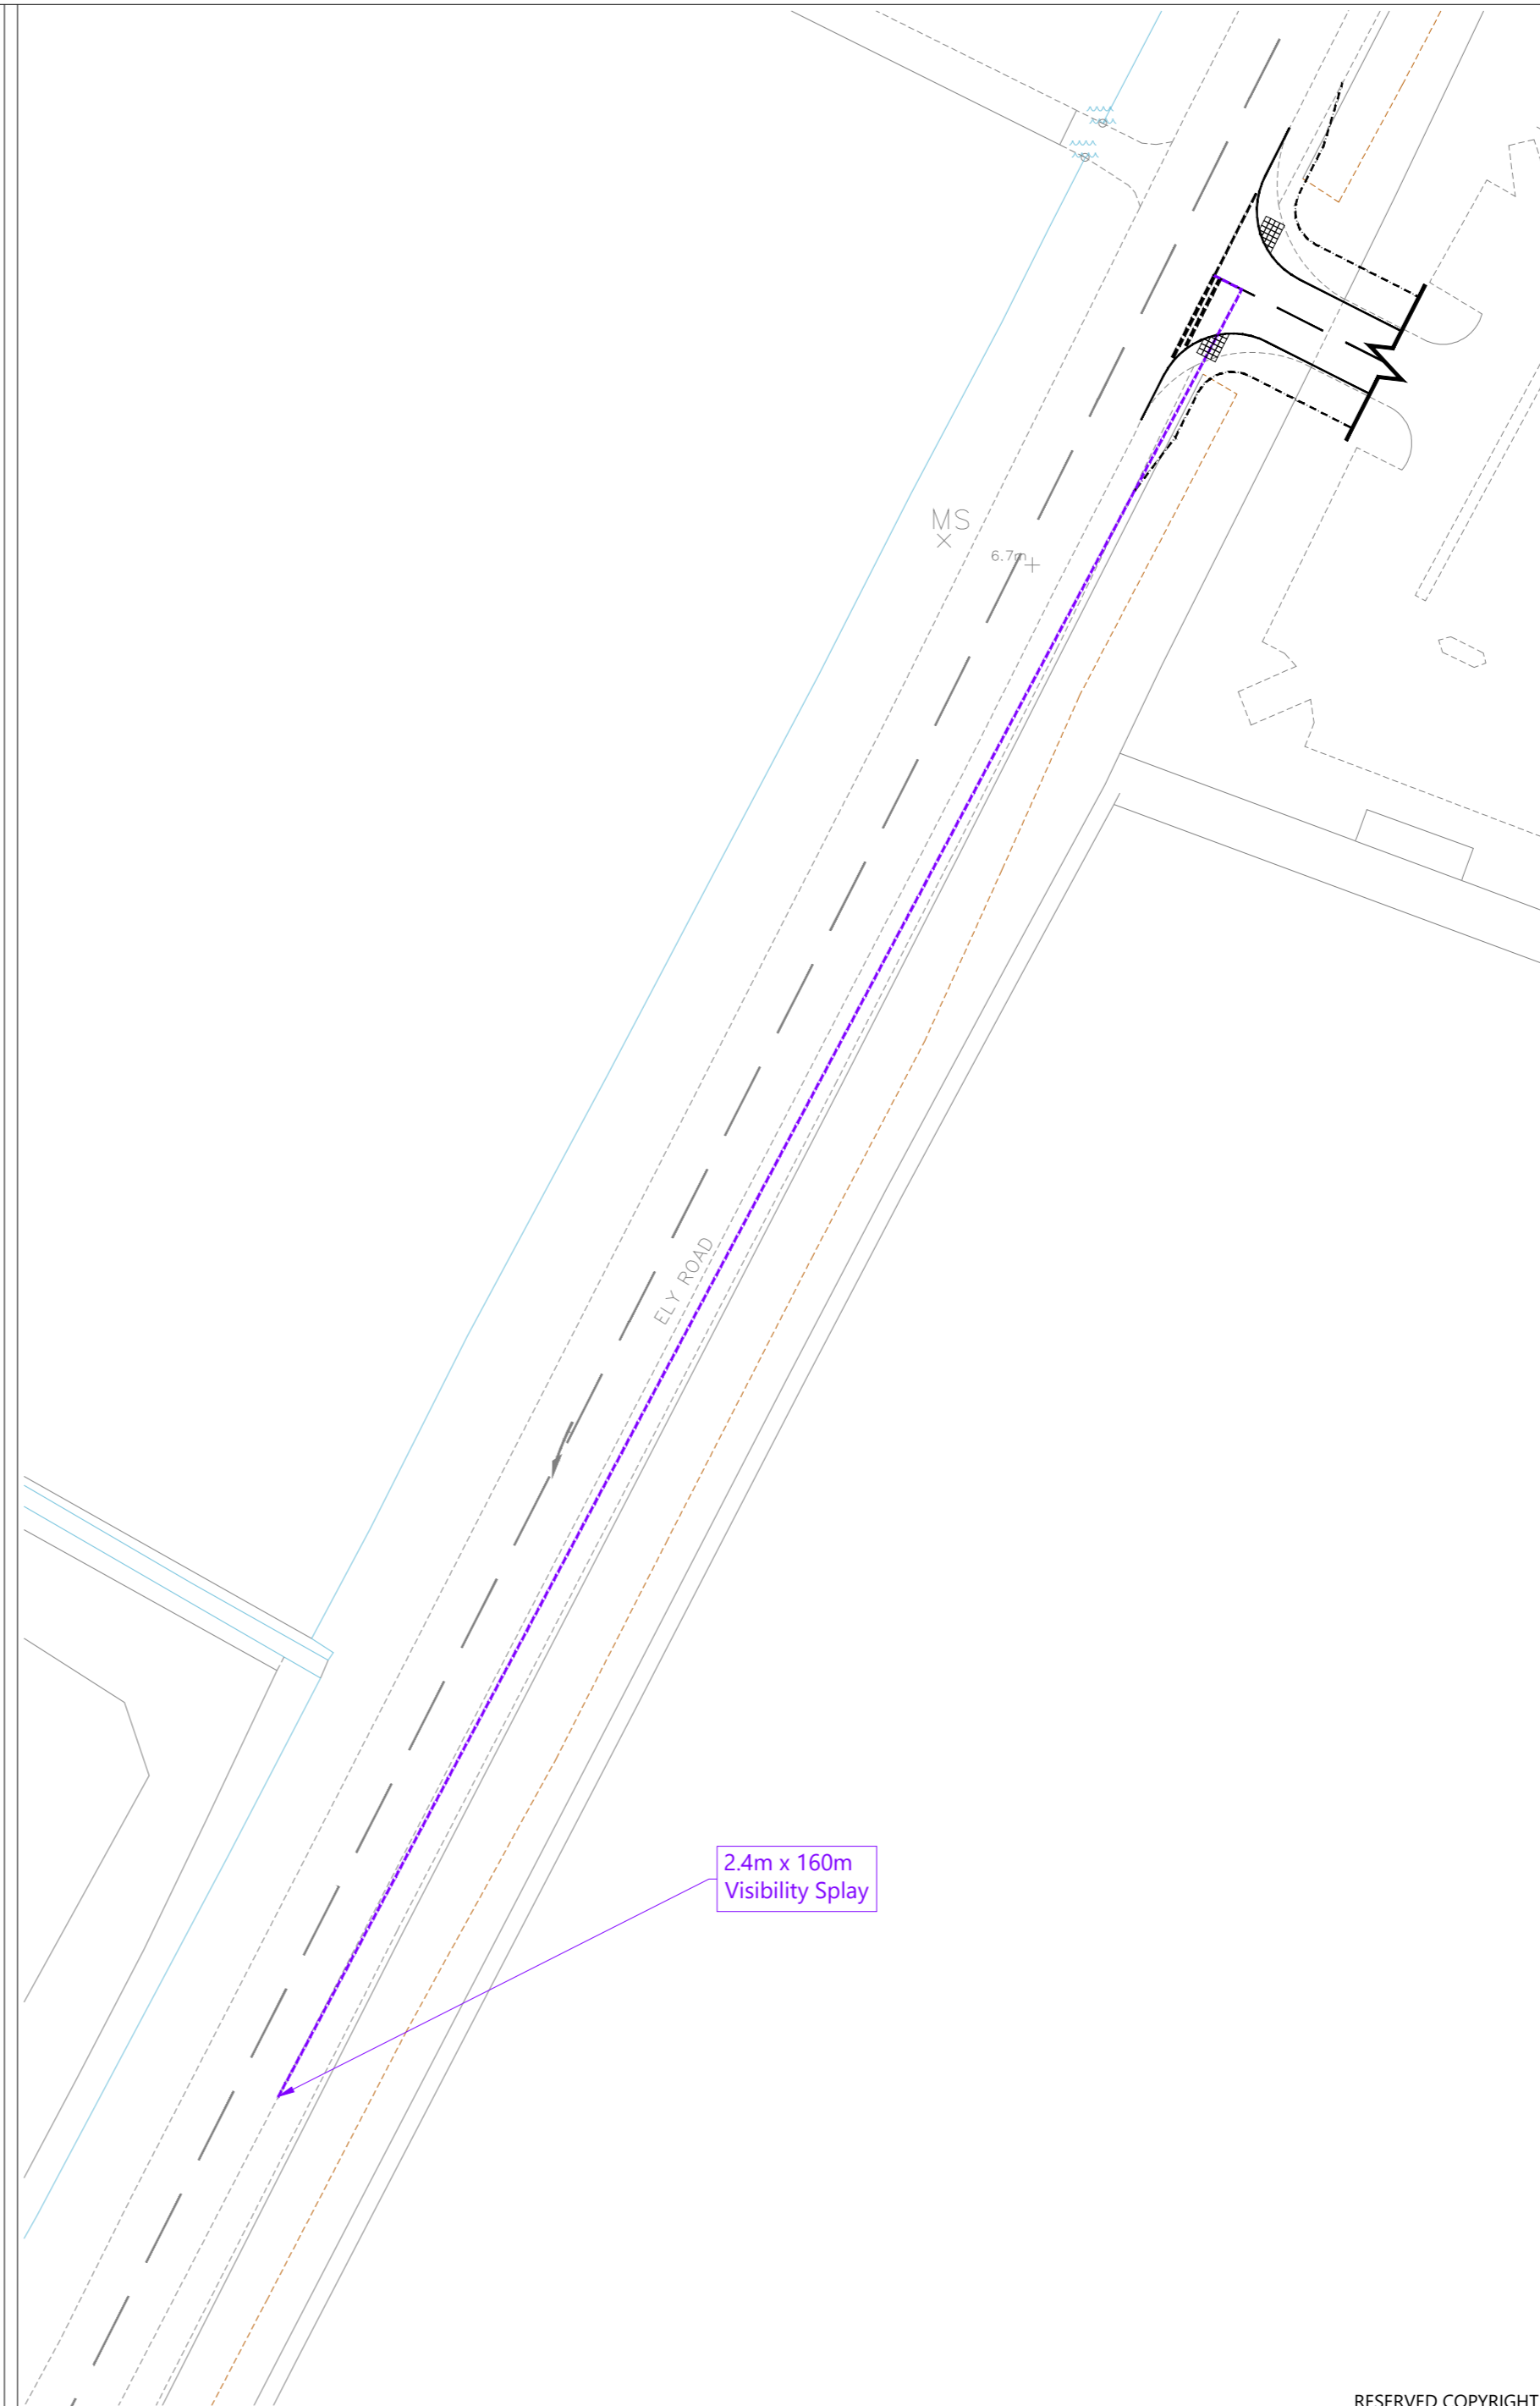 MS
6.7m
ELY ROAD
2.4m x 160m
Visibility Splay
RESERVED COPYRIGHT